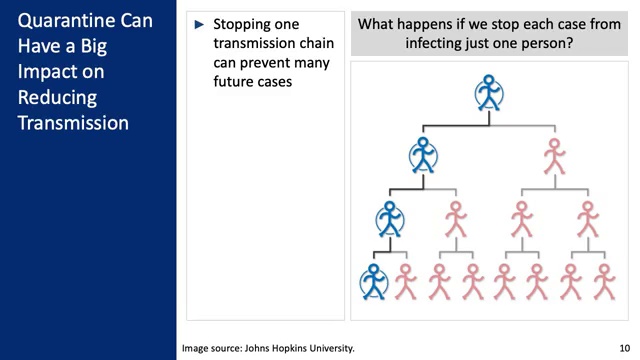 Quarantine Can
Have a Big
Impact on
Reducing
Transmission
► Stopping one
transmission chain
can prevent many
future cases
What happens if we stop each case from
infecting just one person?
Image source: Johns Hopkins University.
10